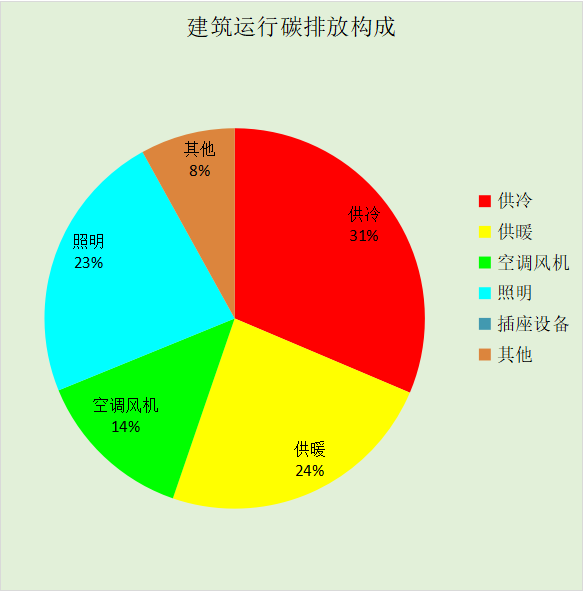 建筑运行碳排放构成
其他
8%
供冷
31%
照明
23%
空调风机
14%
供暖
24%
供冷
供暖
空调风机
照明
插座设备
其他